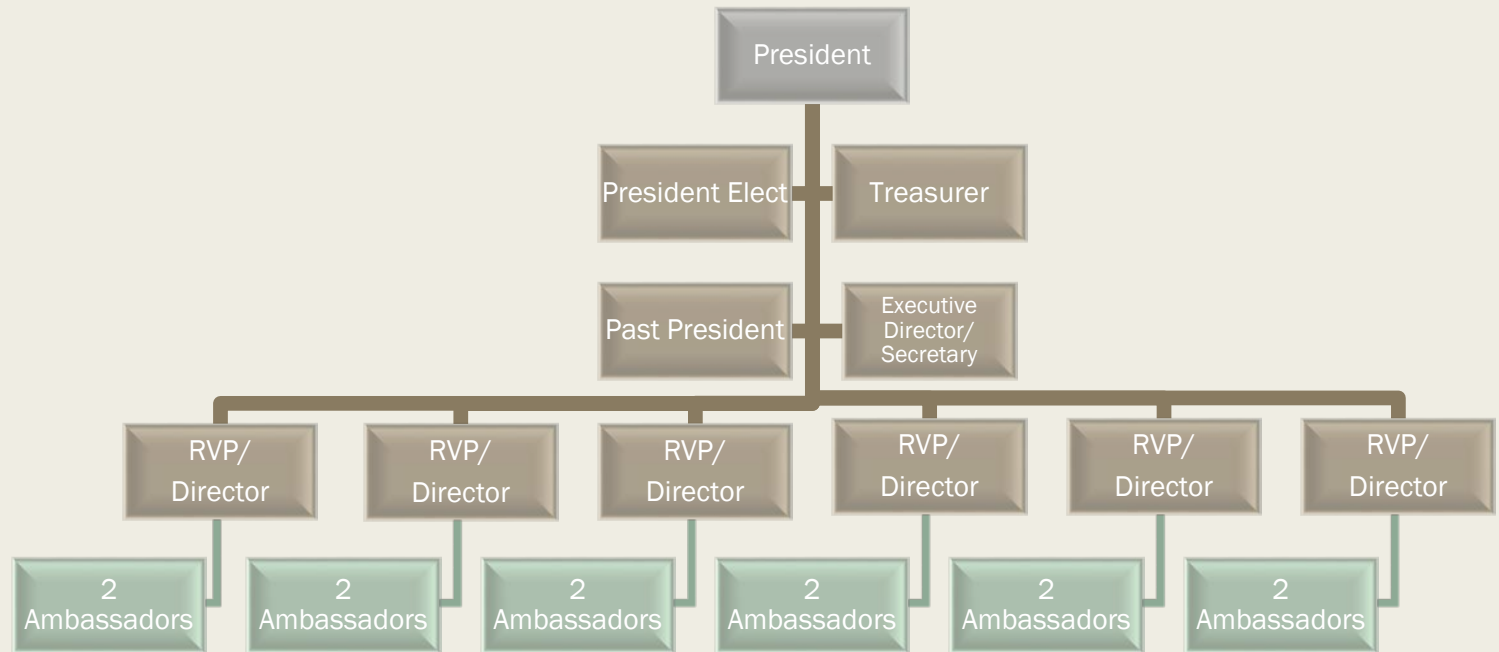 President
President Elect
Treasurer
Past President
Executive
Director/
Secretary
RVP/
Director
RVP/
Director
RVP/
Director
RVP/
Director
RVP/
Director
RVP/
Director
2
Ambassadors
2
Ambassadors
2
Ambassadors
2
Ambassadors
2
Ambassadors
2
Ambassadors